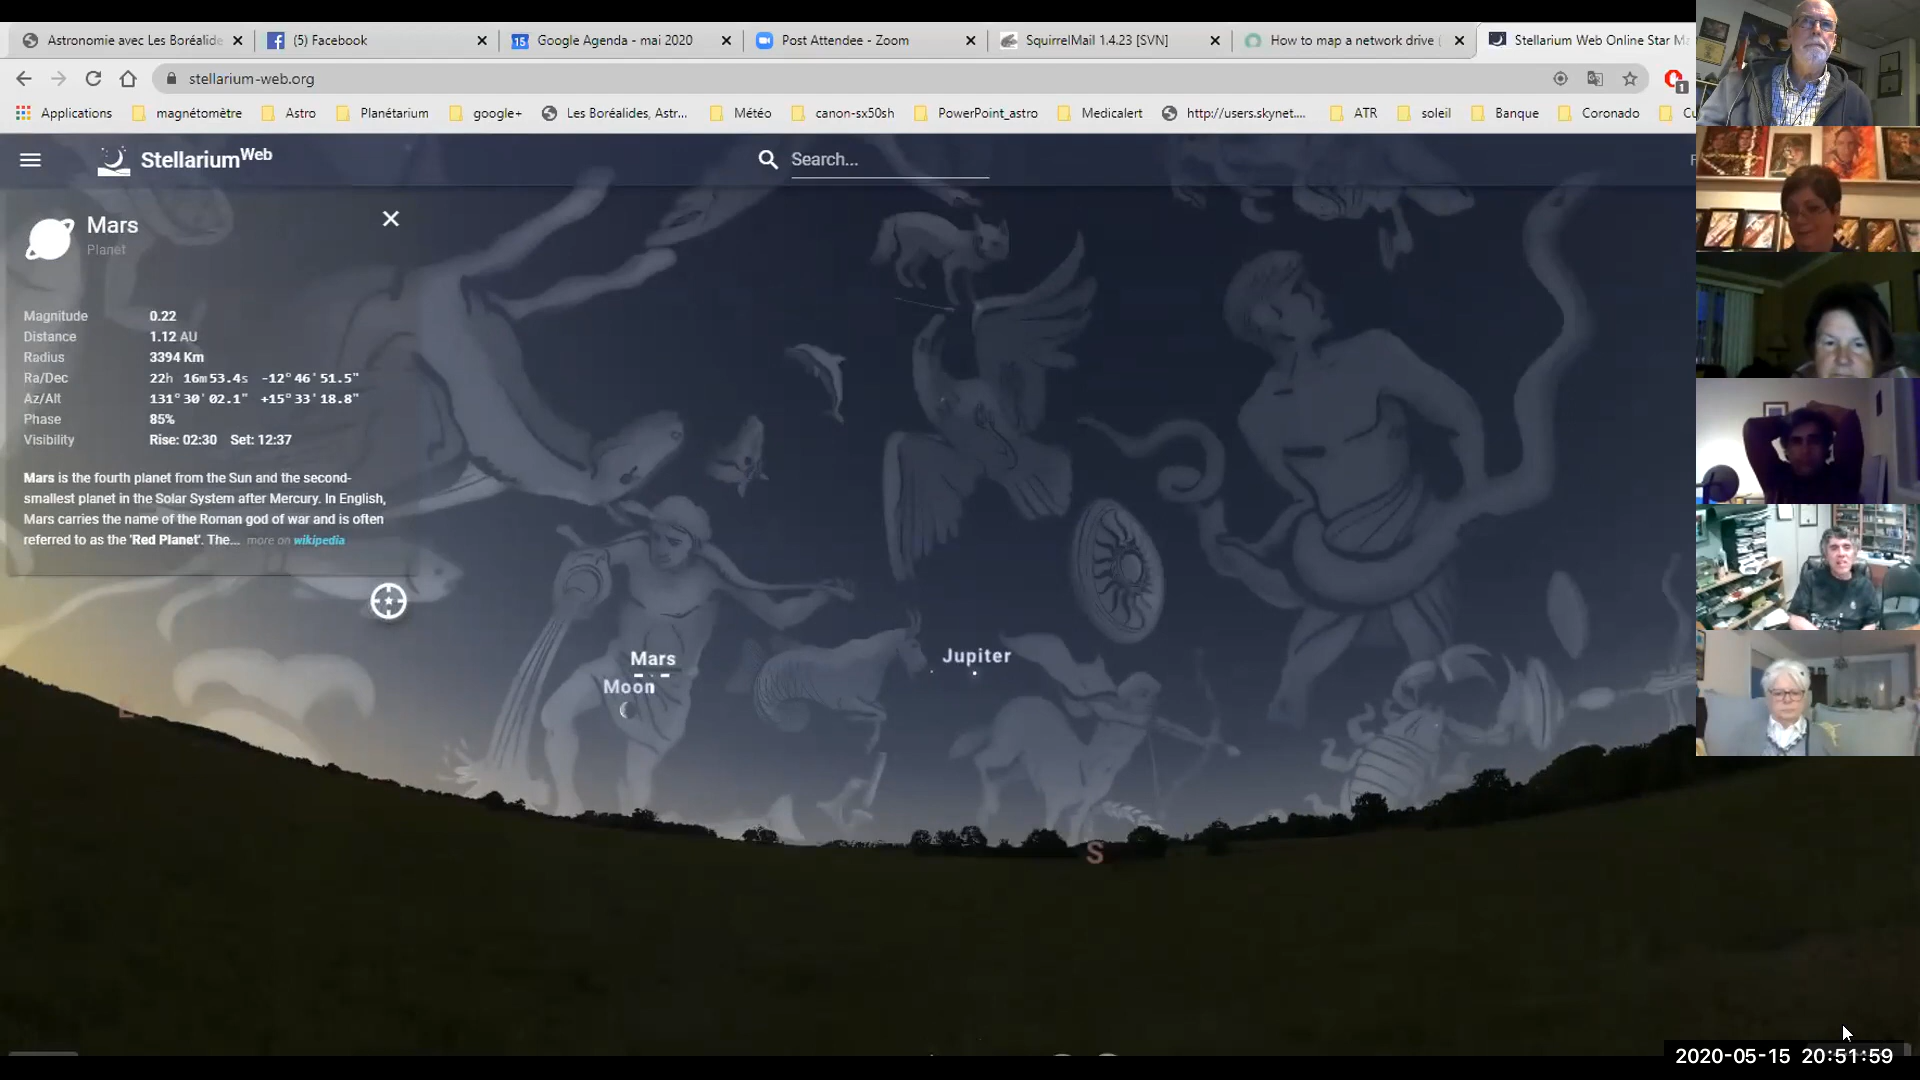 Astronomie avec Les Boréalide
(5) Facebook
15 Google Agenda - mai 2020
Post Attendee - Zoom
SquirrelMail 1.4.23 [SVN]
How to map a network drive (
Stellarium Web Online Star Ma
stellarium-web.org
1
Applications
magnétomètre
Astro
Planétarium
google+
Les Boréalides, Astr...
Météo
canon-sx50sh
PowerPoint_astro
Medicalert
http://users.skynet....
ATR
soleil
Banque
Coronado
StellariumWeb
Search...
Mars
Planet
Magnitude 0.22
Distance 1.12 AU
Radius 3394 Km
Ra/Dec 22h 16m53.4s -12°46'51.5"
Az/Alt 131°30'02.1" +15°33'18.8"
Phase 85%
Visibility Rise: 02:30 Set: 12:37
Mars is the fourth planet from the Sun and the second-
smallest planet in the Solar System after Mercury. In English,
Mars carries the name of the Roman god of war and is often
referred to as the 'Red Planet'. The... more on wikipedia
Mars
Moon
Jupiter
E
S
2020-05-15 20:51:59